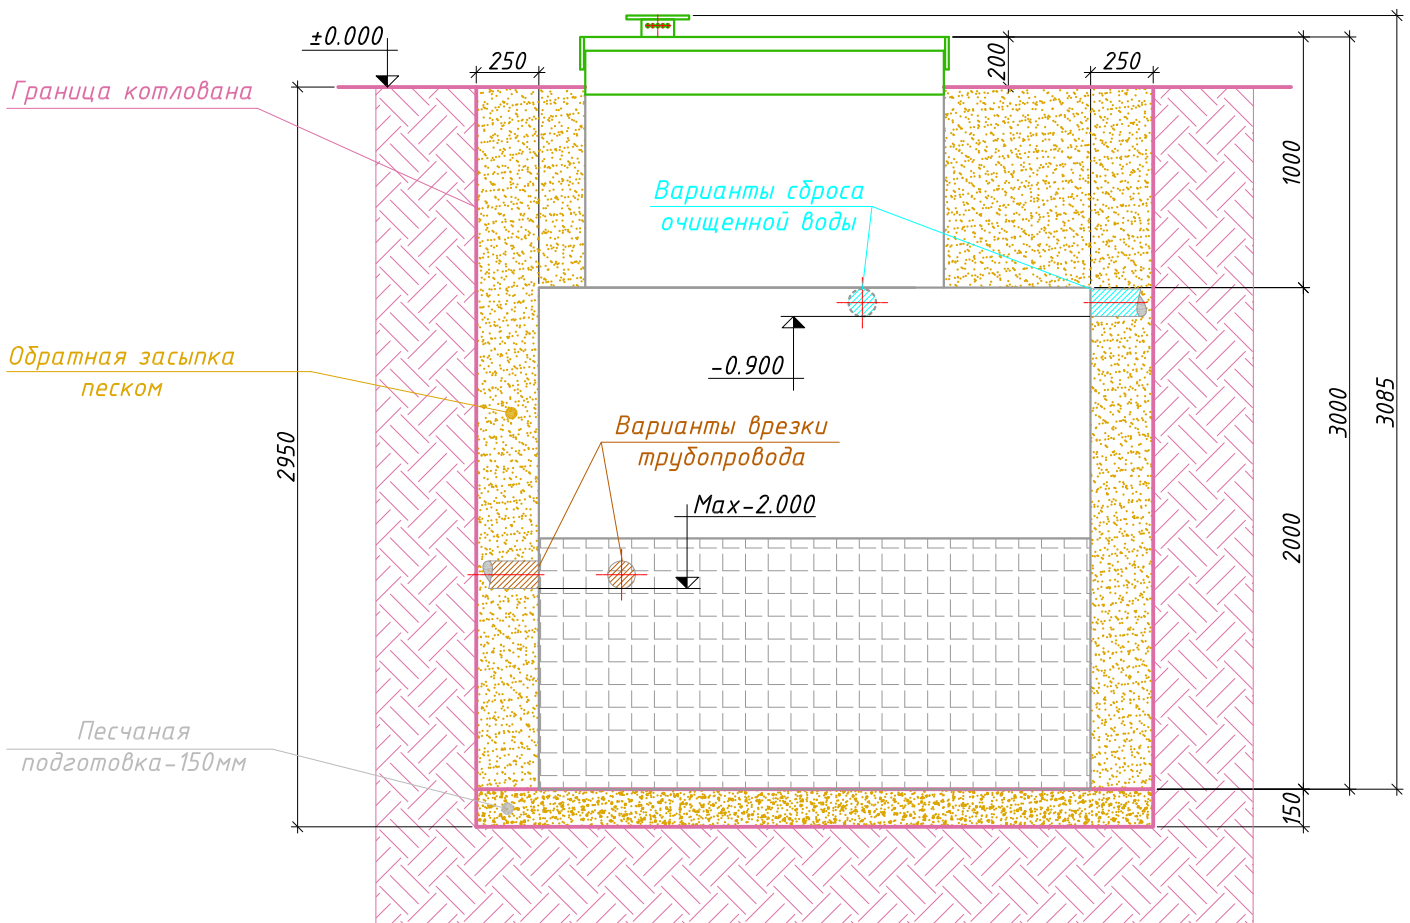 ±0.000
250
200
250
Граница котлована
1000
Варианты сброса
очищенной воды
Обратная засыпка
песком
-0.900
3000
3085
Варианты врезки
трубопровода
2950
Max-2.000
2000
Песчаная
подготовка-150мм
150